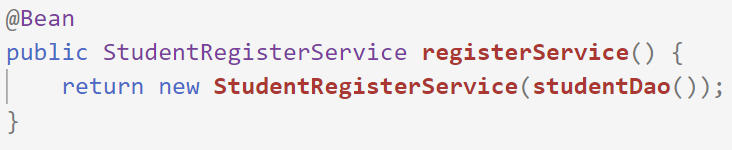 @Bean
public StudentRegisterService registerService() {
    return new StudentRegisterService(studentDao());
}